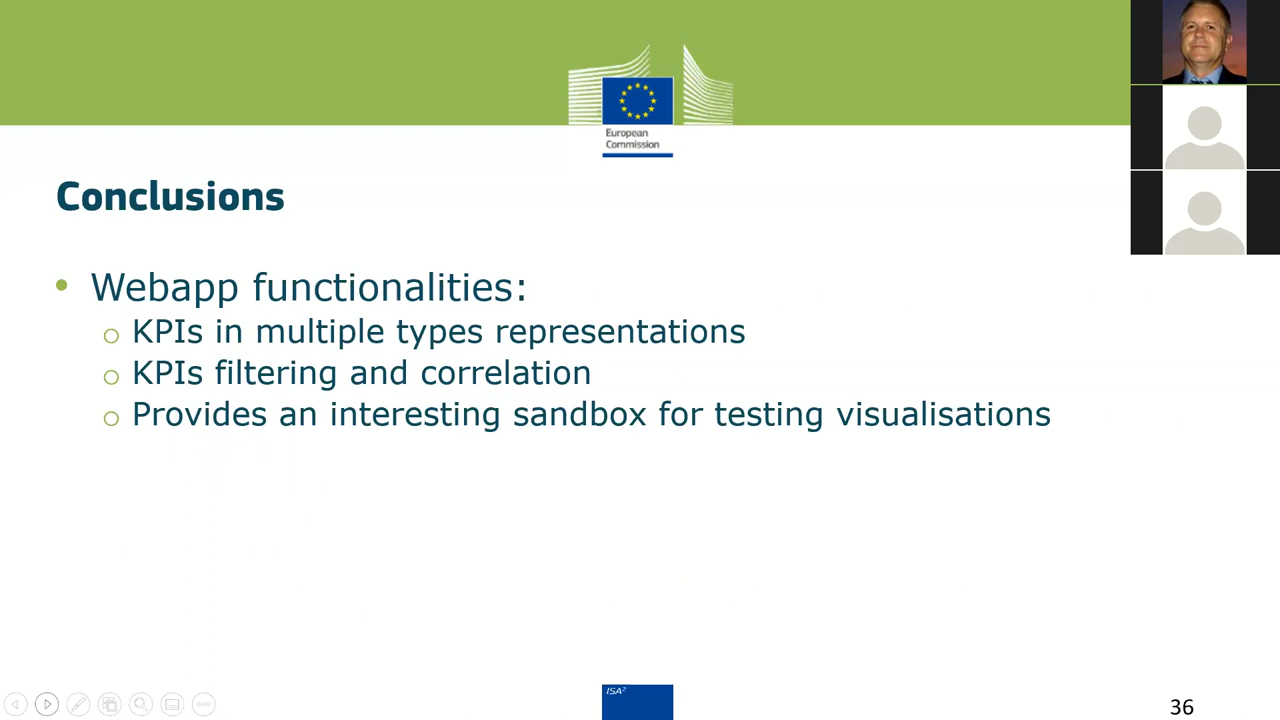 European
Commission
Conclusions
• Webapp functionalities:
o KPIs in multiple types representations
o KPIs filtering and correlation
o Provides an interesting sandbox for testing visualisations
ISA²
36